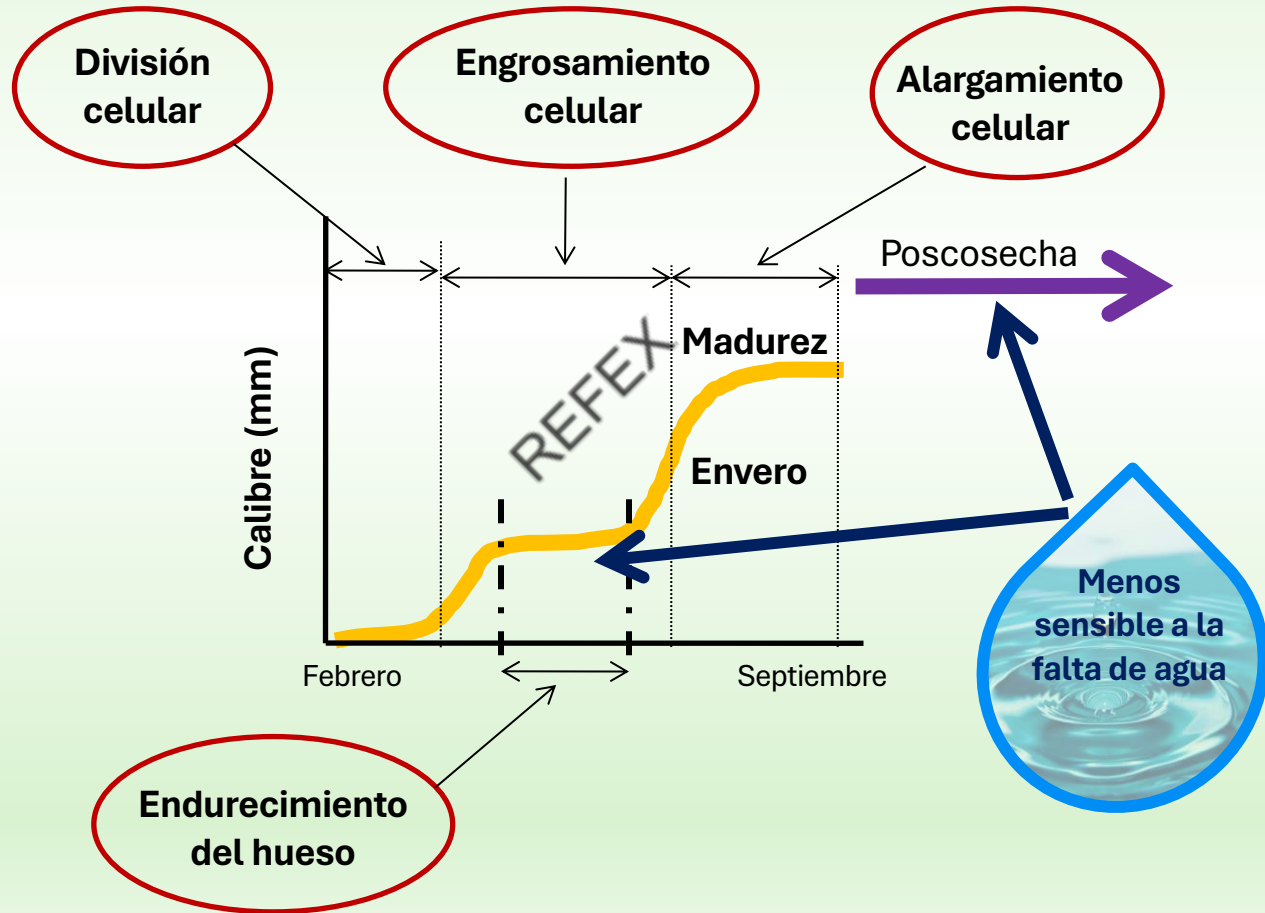 División
celular
Engrosamiento
celular
Alargamiento
celular
Poscosecha
Calibre (mm)
REFEX
Madurez
Envero
Menos
sensible a la
falta de agua
Febrero
Septiembre
Endurecimiento
del hueso